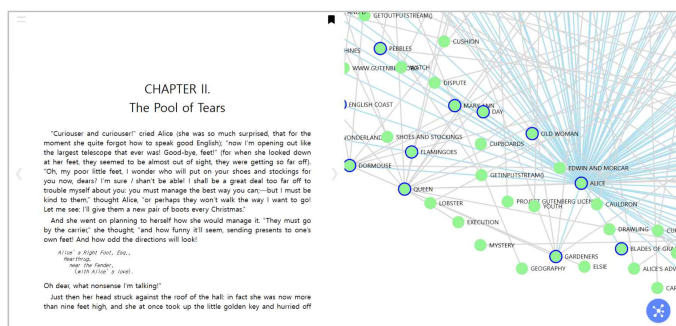 CHAPTER II.
The Pool of Tears
"Curiouser and curiouser!" cried Alice (she was so much surprised, that for the
moment she quite forgot how to speak good English); "now I'm opening out like
the largest telescope that ever was! Good-bye, feet!" (for when she looked down
at her feet, they seemed to be almost out of sight, they were getting so far off).
"Oh, my poor little feet, I wonder who will put on your shoes and stockings for
you now, dears? I'm sure I shan't be able! I shall be a great deal too far off to
trouble myself about you: you must manage the best way you can;—but I must be
kind to them," thought Alice, "or perhaps they won't walk the way I want to go!
Let me see: I'll give them a new pair of boots every Christmas."
And she went on planning to herself how she would manage it. "They must go
by the carrier," she thought; "and how funny it'll seem, sending presents to one's
own feet! And how odd the directions will look!
Alice`s Right Foot, Esq.,
Hearthrug,
near the Fender,
(with Alice`s love).
Oh dear, what nonsense I'm talking!"
Just then her head struck against the roof of the hall: in fact she was now more
than nine feet high, and she at once took up the little golden key and hurried off
GETOUTPUTSTREAM()
CUSHION
PEBBLES
HINES
WATCH
DISPUTE
ENGLISH COAST
MARY ANN
DAY
OLD WOMAN
WONDERLAND
SHOES AND STOCKINGS
CUPBOARDS
FLAMINGOES
DORMOUSE
EDWIN AND MORCAR
GETINPUTSTREAM()
ALICE
QUEEN
LOBSTER
PROJECT GUTENBERG LICEN
YOUTH
CAULDRON
EXECUTION
DRAWLING
CU
MYSTERY
BLADES OF GRA
GARDENERS
GEOGRAPHY
ELSIE
ALICE'S ADV
CAR